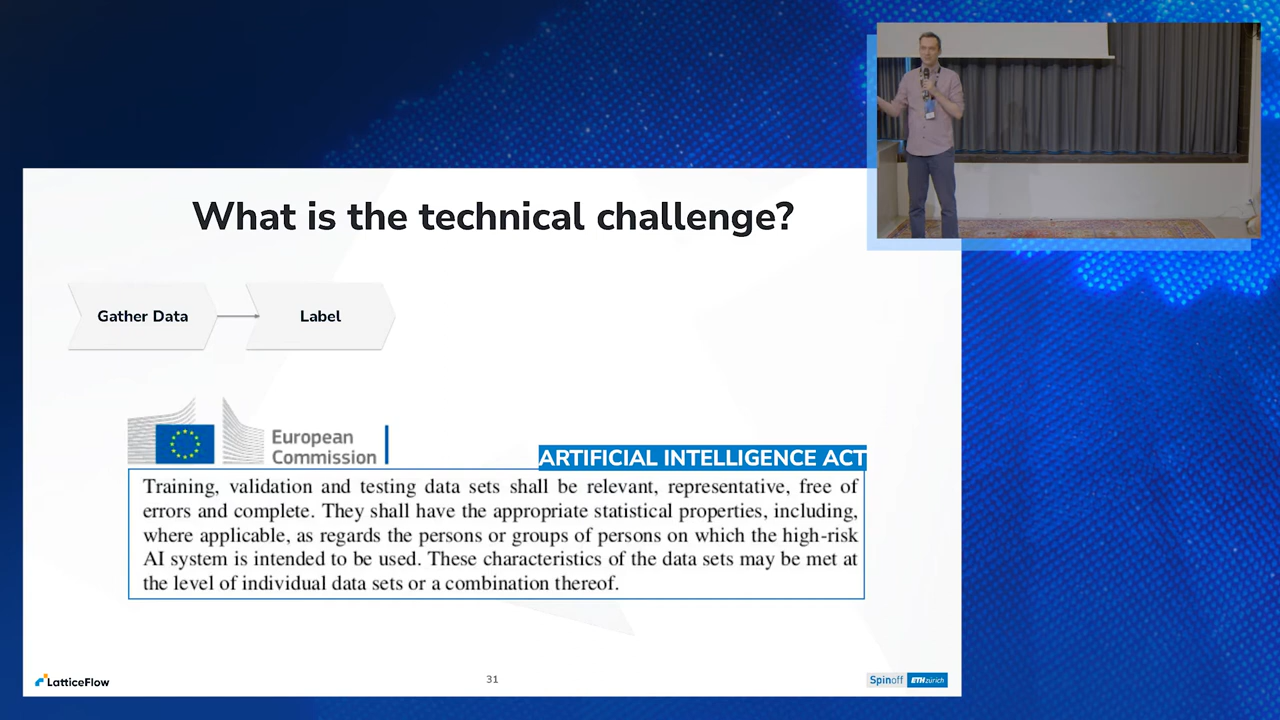 What is the technical challenge?
Gather Data
Label
European
Commission
ARTIFICIAL INTELLIGENCE ACT
Training, validation and testing data sets shall be relevant, representative, free of
errors and complete. They shall have the appropriate statistical properties, including,
where applicable, as regards the persons or groups of persons on which the high-risk
AI system is intended to be used. These characteristics of the data sets may be met at
the level of individual data sets or a combination thereof.
LatticeFlow
31
Spinoff ETH zürich